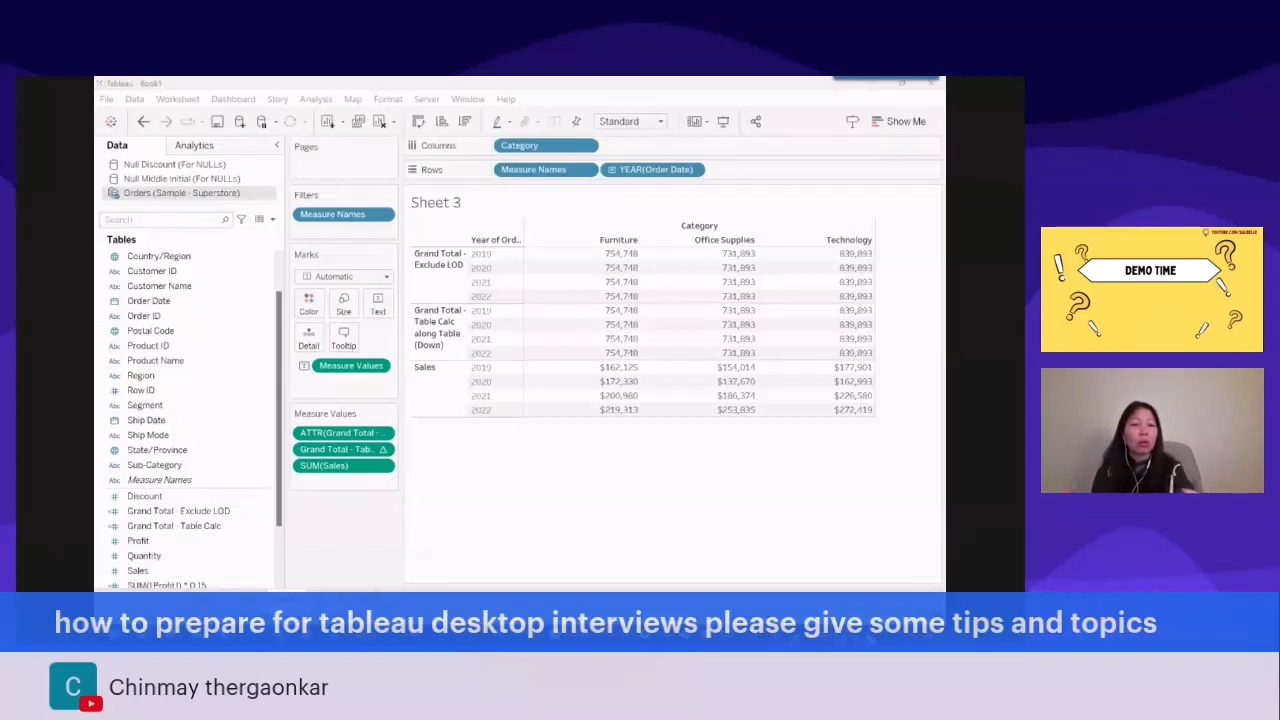 Tableau - Book1
File Data Worksheet Dashboard Story Analysis Map Format Server Window Help
Standard
Show Me
Data Analytics
Null Discount (For NULLs)
Null Middle Initial (For NULLs)
Orders (Sample - Superstore)
Search
Tables
Country/Region
Customer ID
Customer Name
Order Date
Order ID
Postal Code
Product ID
Product Name
Region
Row ID
Segment
Ship Date
Ship Mode
State/Province
Sub-Category
Measure Names
Discount
Grand Total - Exclude LOD
Grand Total - Table Calc
Profit
Quantity
Sales
SUM([Profit]) * 0.15
Pages
Filters
Measure Names
Marks
Automatic
Color Size Text
Detail Tooltip
Measure Values
Measure Values
ATTR(Grand Total - ..
Grand Total - Tab..
SUM(Sales)
Columns Category
Rows Measure Names YEAR(Order Date)
Sheet 3
Category
Year of Ord.. Furniture Office Supplies Technology
Grand Total - 2019 754,748 731,893 839,893
Exclude LOD 2020 754,748 731,893 839,893
2021 754,748 731,893 839,893
2022 754,748 731,893 839,893
Grand Total - 2019 754,748 731,893 839,893
Table Calc 2020 754,748 731,893 839,893
along Table 2021 754,748 731,893 839,893
(Down) 2022 754,748 731,893 839,893
Sales 2019 $162,125 $154,014 $177,901
2020 $172,330 $137,670 $162,993
2021 $200,980 $186,374 $226,580
2022 $219,313 $253,835 $272,419
DEMO TIME
how to prepare for tableau desktop interviews please give some tips and topics
C
Chinmay thergaonkar